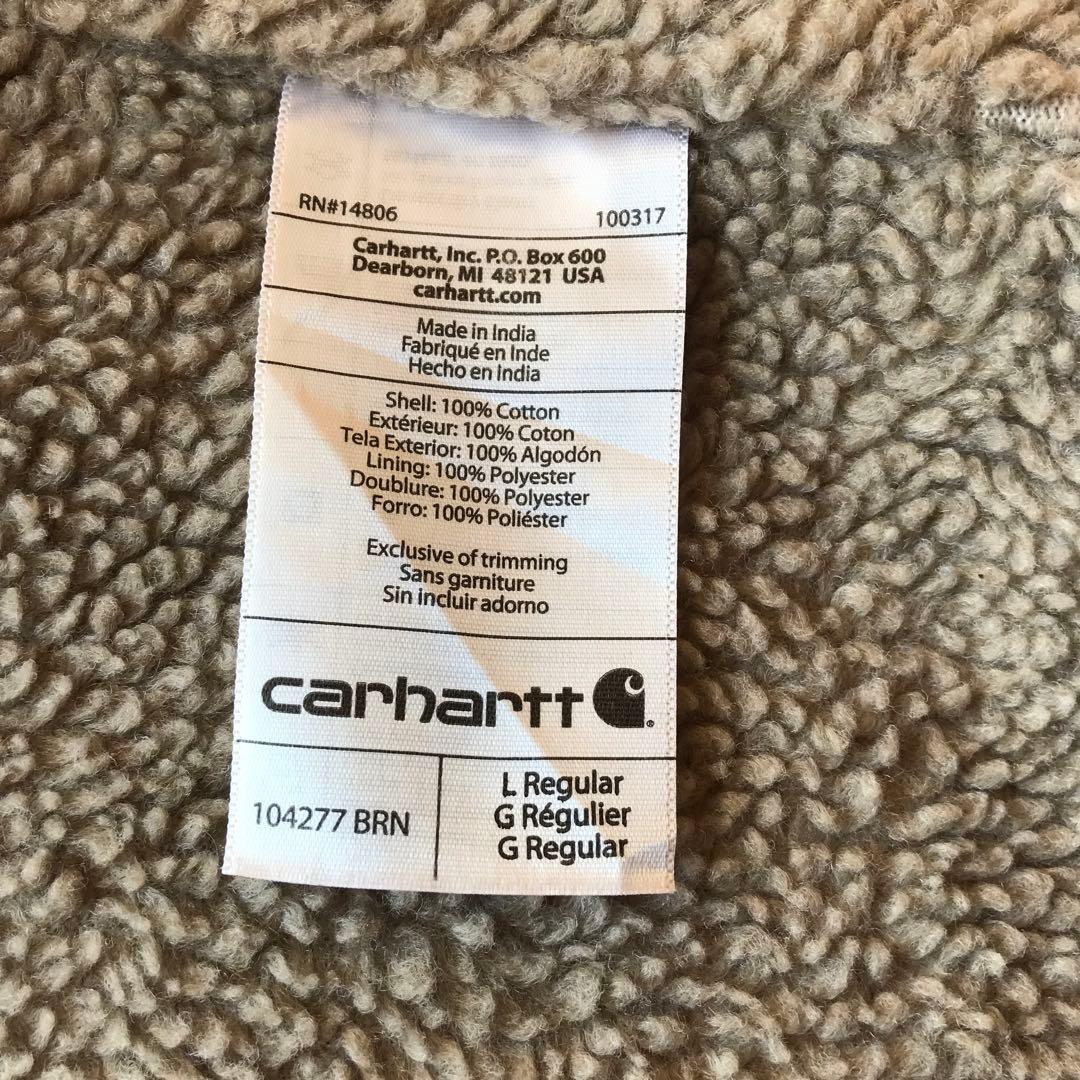 RN#14806 100317
Carhartt, Inc. P.O. Box 600
Dearborn, MI 48121 USA
carhartt.com
Made in India
Fabriqué en Inde
Hecho en India
Shell: 100% Cotton
Extérieur: 100% Coton
Tela Exterior: 100% Algodón
Lining: 100% Polyester
Doublure: 100% Polyester
Forro: 100% Poliéster
Exclusive of trimming
Sans garniture
Sin incluir adorno
carhartt
104277 BRN
L Regular
G Régulier
G Regular